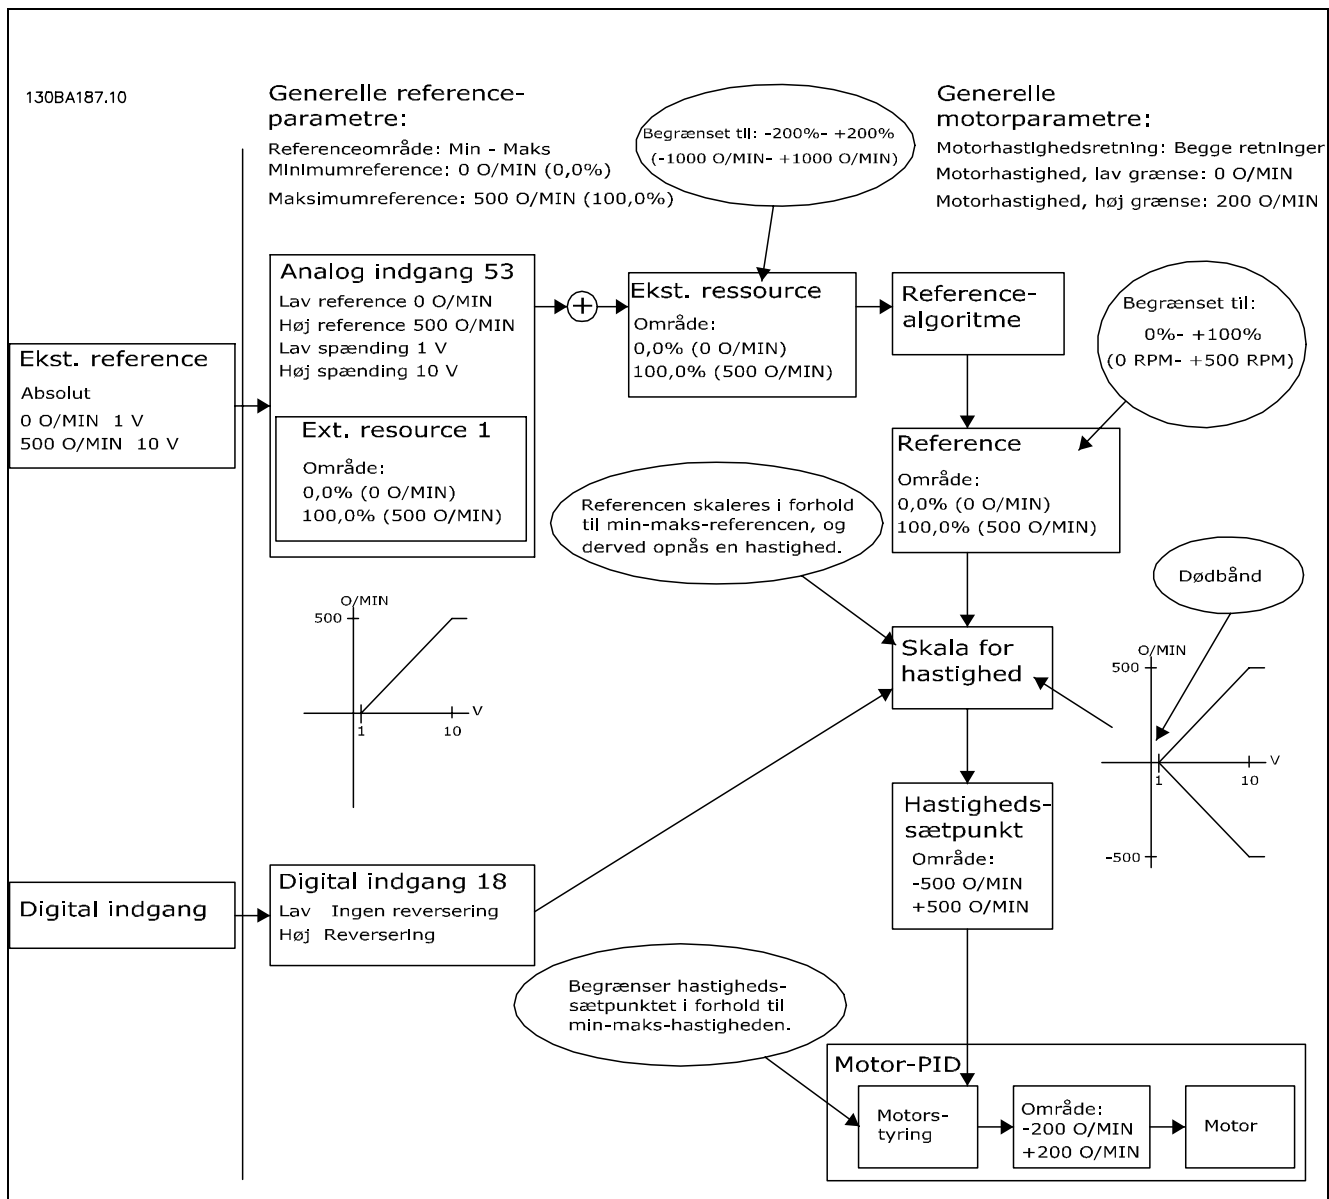 130BA187.10
Generelle reference-
parametre:
Referenceområde: Min - Maks
Minimumreference: 0 O/MIN (0,0%)
Maksimumreference: 500 O/MIN (100,0%)
Begrænset til: -200%- +200%
(-1000 O/MIN- +1000 O/MIN)
Generelle
motorparametre:
Motorhastighedsretning: Begge retninger
Motorhastighed, lav grænse: 0 O/MIN
Motorhastighed, høj grænse: 200 O/MIN
Ekst. reference
Absolut
0 O/MIN 1 V
500 O/MIN 10 V
Analog indgang 53
Lav reference 0 O/MIN
Høj reference 500 O/MIN
Lav spænding 1 V
Høj spænding 10 V
Ext. resource 1
Område:
0,0% (0 O/MIN)
100,0% (500 O/MIN)
+
Ekst. ressource
Område:
0,0% (0 O/MIN)
100,0% (500 O/MIN)
Reference-
algoritme
Begrænset til:
0%- +100%
(0 RPM- +500 RPM)
Reference
Område:
0,0% (0 O/MIN)
100,0% (500 O/MIN)
Referencen skaleres i forhold
til min-maks-referencen, og
derved opnås en hastighed.
Dødbånd
O/MIN
500
V
1
10
Skala for
hastighed
O/MIN
500
V
1
10
-500
Hastigheds-
sætpunkt
Område:
-500 O/MIN
+500 O/MIN
Digital indgang
Digital indgang 18
Lav Ingen reversering
Høj Reversering
Begrænser hastigheds-
sætpunktet i forhold til
min-maks-hastigheden.
Motor-PID
Motors-
tyring
Område:
-200 O/MIN
+200 O/MIN
Motor